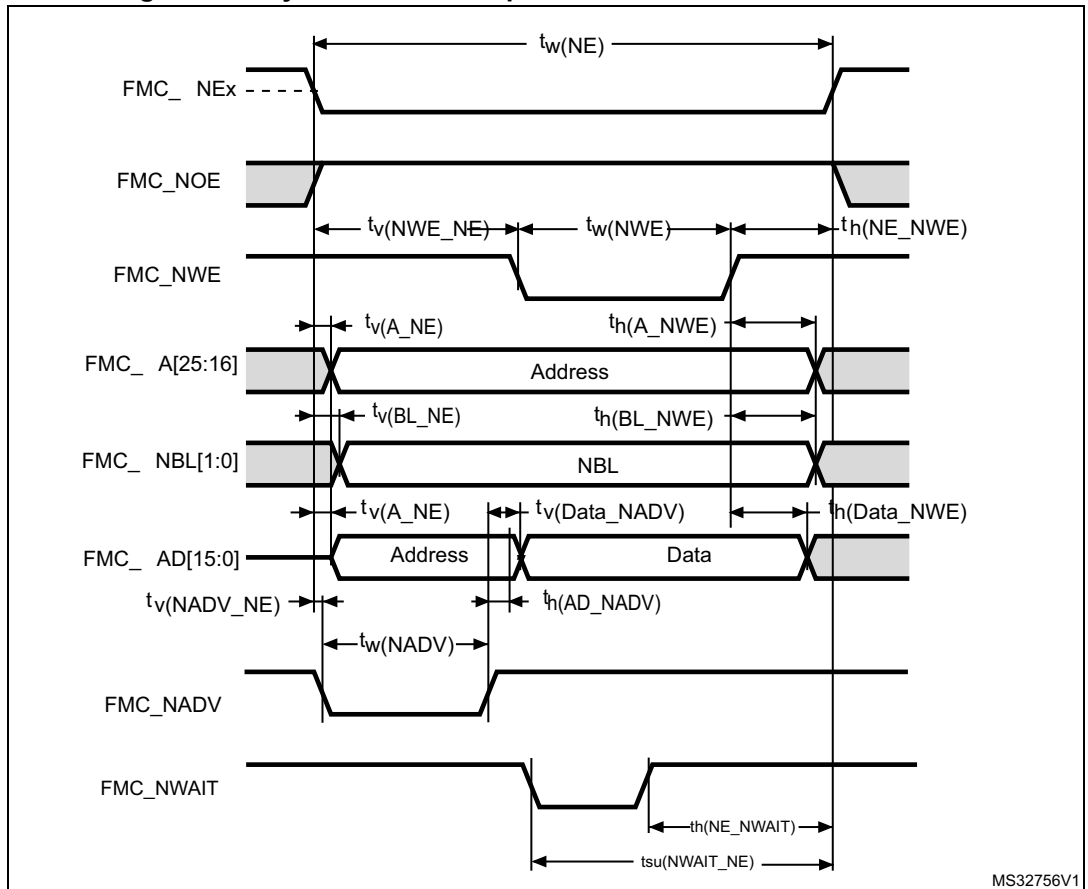 tw(NE)
FMC_ NEx
FMC_NOE
tv(NWE_NE) tw(NWE) th(NE_NWE)
FMC_NWE
tv(A_NE) th(A_NWE)
FMC_ A[25:16] Address
tv(BL_NE) th(BL_NWE)
FMC_ NBL[1:0] NBL
tv(A_NE) tv(Data_NADV) th(Data_NWE)
FMC_ AD[15:0] Address Data
tv(NADV_NE) th(AD_NADV)
tw(NADV)
FMC_NADV
FMC_NWAIT
th(NE_NWAIT)
tsu(NWAIT_NE)
MS32756V1